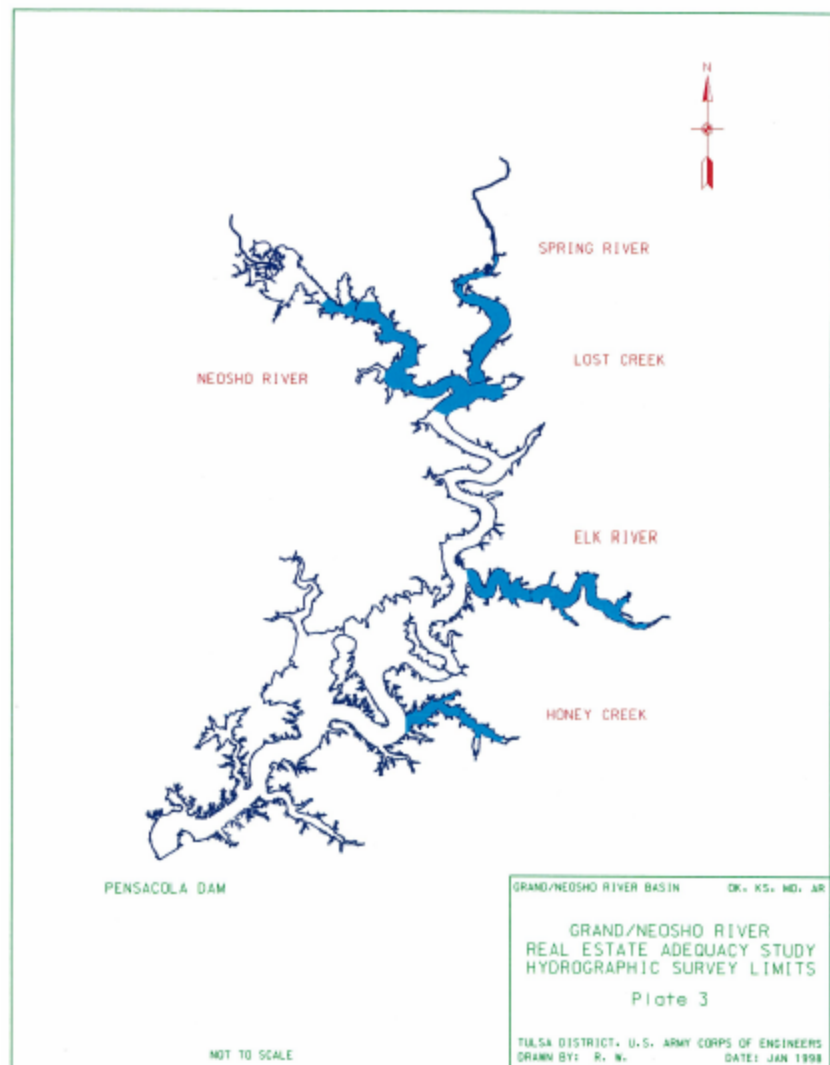 N
SPRING RIVER
LOST CREEK
NEOSHO RIVER
ELK RIVER
HONEY CREEK
PENSACOLA DAM
GRAND/NEOSHO RIVER BASIN OK. KS. MO. AR
GRAND/NEOSHO RIVER
REAL ESTATE ADEQUACY STUDY
HYDROGRAPHIC SURVEY LIMITS
Plate 3
TULSA DISTRICT. U.S. ARMY CORPS OF ENGINEERS
DRAWN BY: R. W. DATE: JAN 1998
NOT TO SCALE